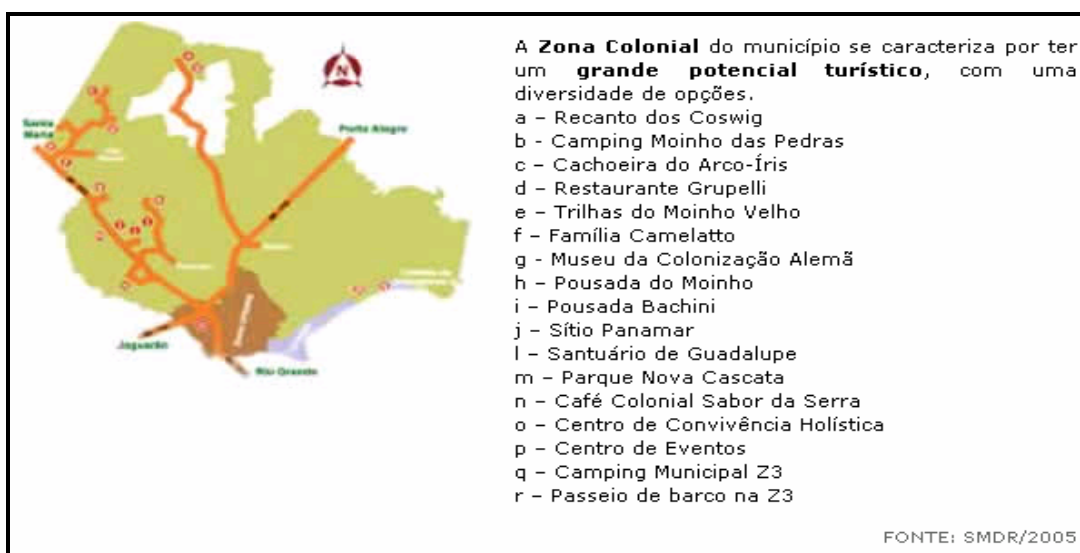 N
Santa
Maria
Porto Alegre
Jaguarão
Rio Grande
A Zona Colonial do município se caracteriza por ter
um grande potencial turístico, com uma
diversidade de opções.
a – Recanto dos Coswig
b - Camping Moinho das Pedras
c – Cachoeira do Arco-Íris
d – Restaurante Grupelli
e – Trilhas do Moinho Velho
f – Família Camelatto
g - Museu da Colonização Alemã
h – Pousada do Moinho
i – Pousada Bachini
j – Sítio Panamar
l – Santuário de Guadalupe
m – Parque Nova Cascata
n – Café Colonial Sabor da Serra
o – Centro de Convivência Holística
p – Centro de Eventos
q – Camping Municipal Z3
r – Passeio de barco na Z3
FONTE: SMDR/2005